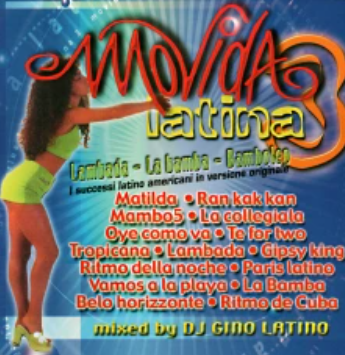 MOVIDA
latina 3
Lambada - La bamba - Bamboleo
I successi latino americani in versione originale
Matilda • Ran kak kan
Mambo5 • La collegiala
Oye como va • Te for two
Tropicana • Lambada • Gipsy king
Ritmo della noche • Paris latino
Vamos a la playa • La Bamba
Belo horizzonte • Ritmo de Cuba
mixed by DJ GINO LATINO